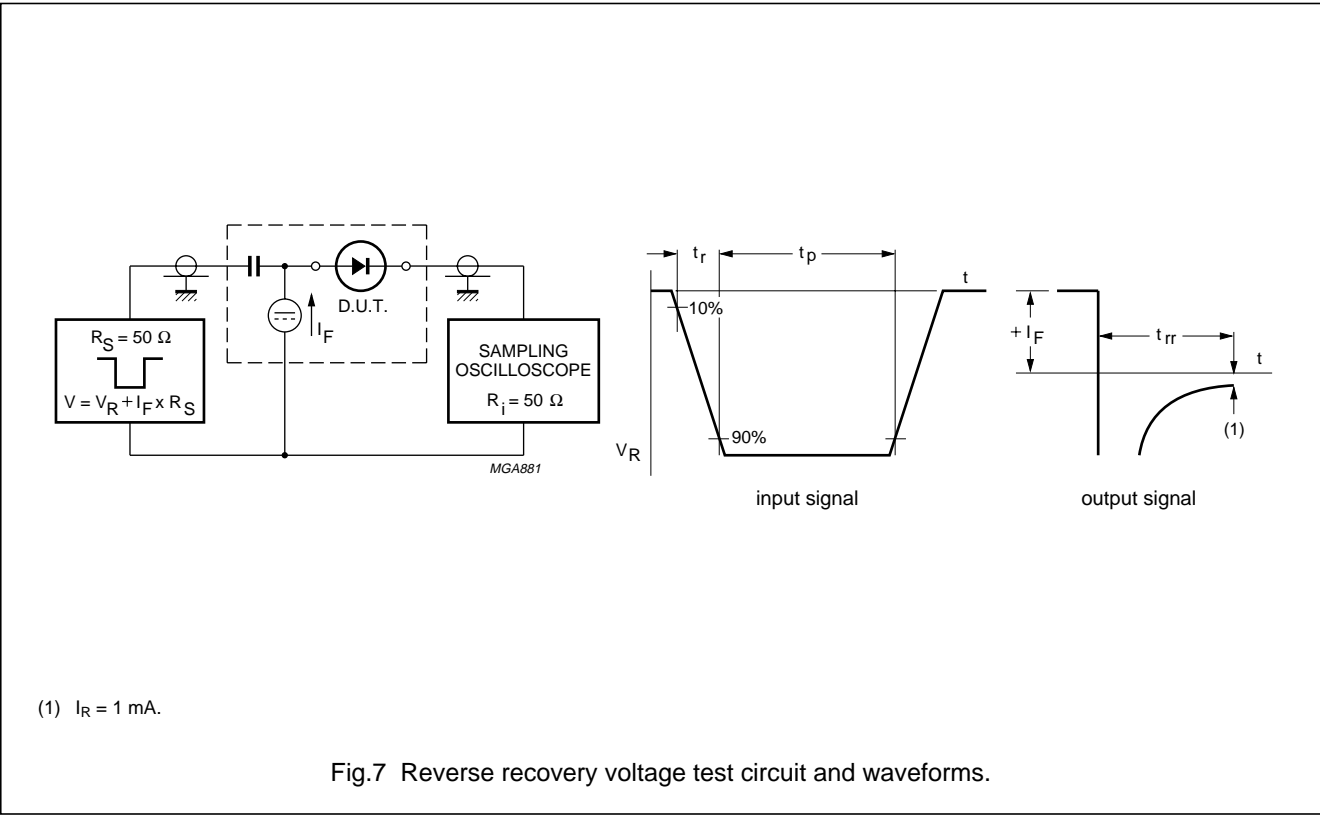 D.U.T.
I_F
R_S = 50 Ω
V = V_R + I_F x R_S
SAMPLING
OSCILLOSCOPE
R_i = 50 Ω
MGA881
t_r
t_p
t
10%
90%
V_R
input signal
+ I_F
t_rr
t
(1)
output signal
(1) I_R = 1 mA.
Fig.7 Reverse recovery voltage test circuit and waveforms.